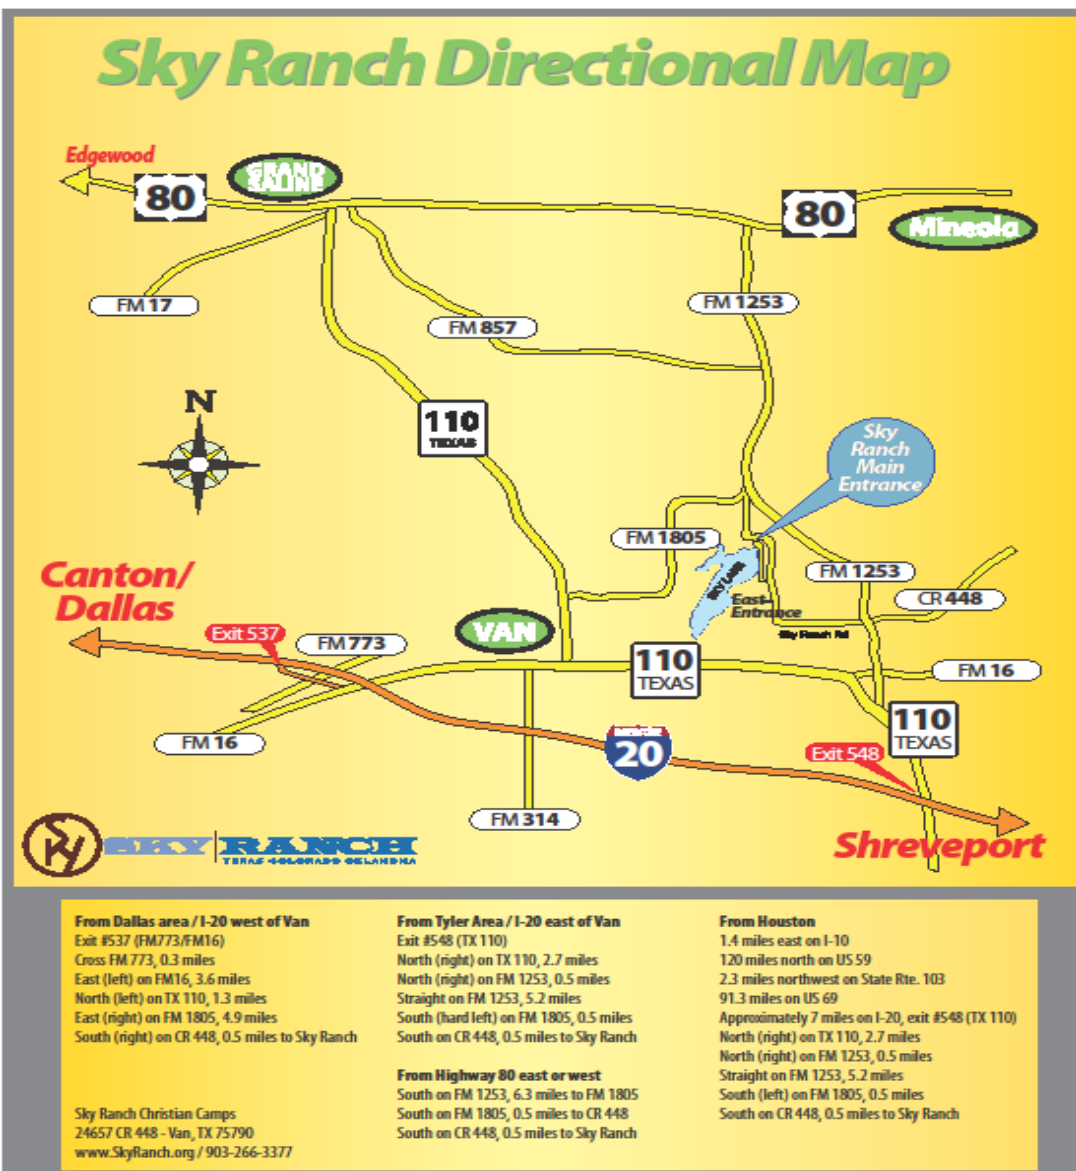 Sky Ranch Directional Map
Edgewood
80
GRAND
SALINE
80
Mineola
FM 17
FM 857
FM 1253
N
110
TEXAS
Sky
Ranch
Main
Entrance
FM 1805
SKY LAKE
FM 1253
CR 448
East
Entrance
Sky Ranch Rd
Canton/
Dallas
Exit 537
FM 773
VAN
110
TEXAS
FM 16
FM 16
110
TEXAS
20
Exit 548
FM 314
Shreveport
SKY RANCH
TEXAS COLORADO OKLAHOMA
From Dallas area / I-20 west of Van
Exit #537 (FM773/FM16)
Cross FM 773, 0.3 miles
East (left) on FM16, 3.6 miles
North (left) on TX 110, 1.3 miles
East (right) on FM 1805, 4.9 miles
South (right) on CR 448, 0.5 miles to Sky Ranch
Sky Ranch Christian Camps
24657 CR 448 - Van, TX 75790
www.SkyRanch.org / 903-266-3377
From Tyler Area / I-20 east of Van
Exit #548 (TX 110)
North (right) on TX 110, 2.7 miles
North (right) on FM 1253, 0.5 miles
Straight on FM 1253, 5.2 miles
South (hard left) on FM 1805, 0.5 miles
South on CR 448, 0.5 miles to Sky Ranch
From Highway 80 east or west
South on FM 1253, 6.3 miles to FM 1805
South on FM 1805, 0.5 miles to CR 448
South on CR 448, 0.5 miles to Sky Ranch
From Houston
1.4 miles east on I-10
120 miles north on US 59
2.3 miles northwest on State Rte. 103
91.3 miles on US 69
Approximately 7 miles on I-20, exit #548 (TX 110)
North (right) on TX 110, 2.7 miles
North (right) on FM 1253, 0.5 miles
Straight on FM 1253, 5.2 miles
South (left) on FM 1805, 0.5 miles
South on CR 448, 0.5 miles to Sky Ranch